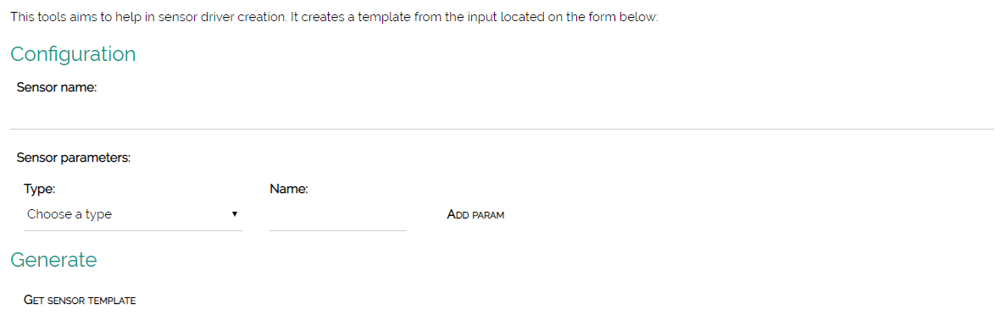 This tools aims to help in sensor driver creation. It creates a template from the input located on the form below:
Configuration
Sensor name:
Sensor parameters:
Type: Name:
Choose a type ADD PARAM
Generate
GET SENSOR TEMPLATE